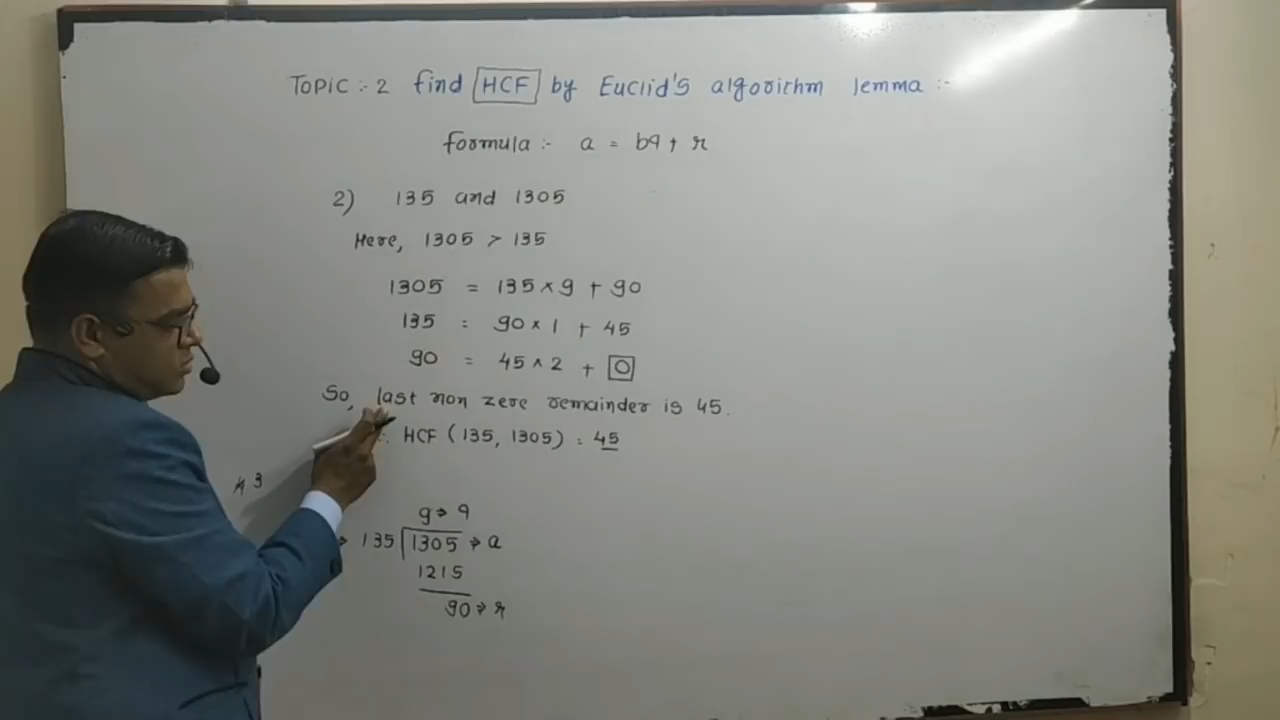 TOPIC :- 2 find HCF by Euclid's algorithm lemma :-
formula :- a = bq + r
2) 135 and 1305
Here, 1305 > 135
1305 = 135 × 9 + 90
135 = 90 × 1 + 45
90 = 45 × 2 + 0
So, last non zero remainder is 45.
∴ HCF (135, 1305) = 45
9 → q
→ 135 1305 → a
1215
90 → r